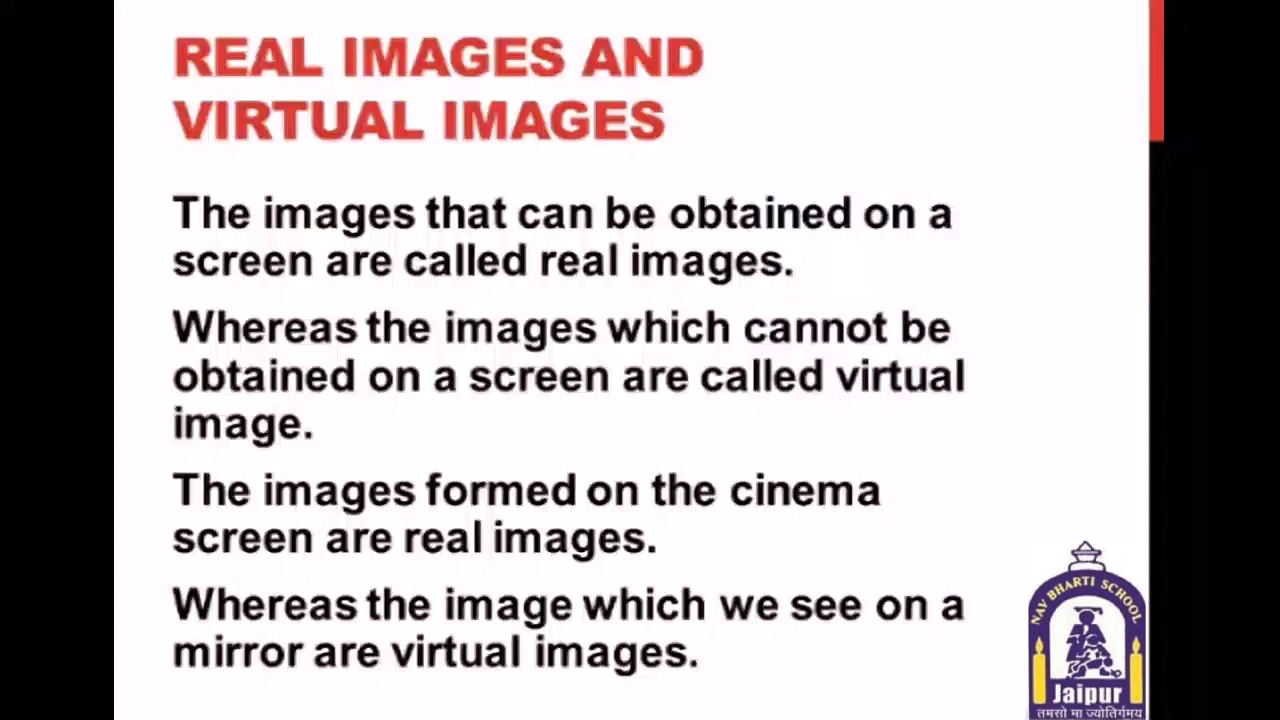 REAL IMAGES AND
VIRTUAL IMAGES
The images that can be obtained on a
screen are called real images.
Whereas the images which cannot be
obtained on a screen are called virtual
image.
The images formed on the cinema
screen are real images.
Whereas the image which we see on a
mirror are virtual images.
NAV BHARTI SCHOOL
Jaipur
तमसो मा ज्योतिर्गमय